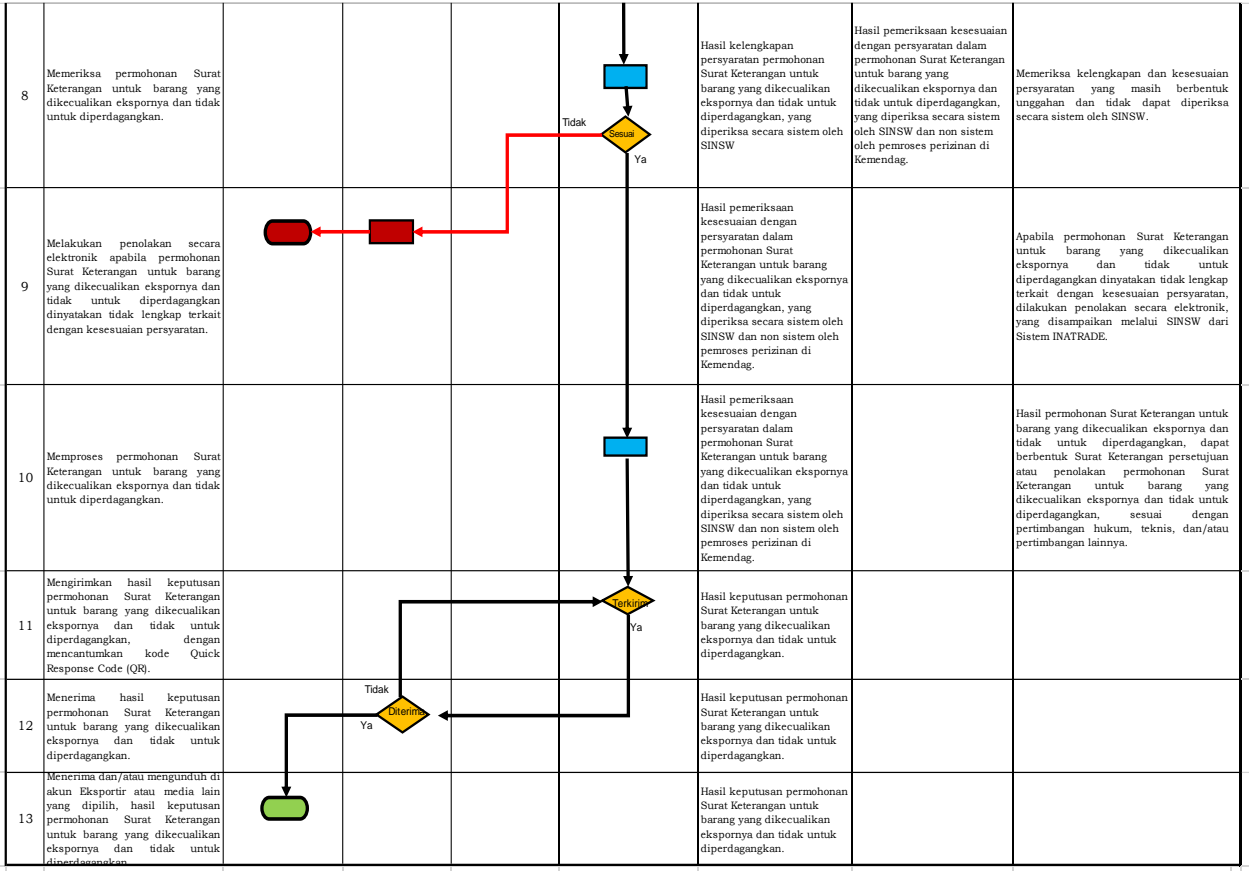 8
Memeriksa permohonan Surat
Keterangan untuk barang yang
dikecualikan ekspornya dan tidak
untuk diperdagangkan.
Tidak
Sesuai
Ya
Hasil kelengkapan
persyaratan permohonan
Surat Keterangan untuk
barang yang dikecualikan
ekspornya dan tidak untuk
diperdagangkan, yang
diperiksa secara sistem oleh
SINSW
Hasil pemeriksaan kesesuaian
dengan persyaratan dalam
permohonan Surat Keterangan
untuk barang yang
dikecualikan ekspornya dan
tidak untuk diperdagangkan,
yang diperiksa secara sistem
oleh SINSW dan non sistem
oleh pemroses perizinan di
Kemendag.
Memeriksa kelengkapan dan kesesuaian
persyaratan yang masih berbentuk
unggahan dan tidak dapat diperiksa
secara sistem oleh SINSW.
9
Melakukan penolakan secara
elektronik apabila permohonan
Surat Keterangan untuk barang
yang dikecualikan ekspornya dan
tidak untuk diperdagangkan
dinyatakan tidak lengkap terkait
dengan kesesuaian persyaratan.
Hasil pemeriksaan
kesesuaian dengan
persyaratan dalam
permohonan Surat
Keterangan untuk barang
yang dikecualikan ekspornya
dan tidak untuk
diperdagangkan, yang
diperiksa secara sistem oleh
SINSW dan non sistem oleh
pemroses perizinan di
Kemendag.
Apabila permohonan Surat Keterangan
untuk barang yang dikecualikan
ekspornya dan tidak untuk
diperdagangkan dinyatakan tidak lengkap
terkait dengan kesesuaian persyaratan,
dilakukan penolakan secara elektronik,
yang disampaikan melalui SINSW dari
Sistem INATRADE.
10
Memproses permohonan Surat
Keterangan untuk barang yang
dikecualikan ekspornya dan tidak
untuk diperdagangkan.
Hasil pemeriksaan
kesesuaian dengan
persyaratan dalam
permohonan Surat
Keterangan untuk barang
yang dikecualikan ekspornya
dan tidak untuk
diperdagangkan, yang
diperiksa secara sistem oleh
SINSW dan non sistem oleh
pemroses perizinan di
Kemendag.
Hasil permohonan Surat Keterangan untuk
barang yang dikecualikan ekspornya dan
tidak untuk diperdagangkan, dapat
berbentuk Surat Keterangan persetujuan
atau penolakan permohonan Surat
Keterangan untuk barang yang
dikecualikan ekspornya dan tidak untuk
diperdagangkan, sesuai dengan
pertimbangan hukum, teknis, dan/atau
pertimbangan lainnya.
11
Mengirimkan hasil keputusan
permohonan Surat Keterangan
untuk barang yang dikecualikan
ekspornya dan tidak untuk
diperdagangkan, dengan
mencantumkan kode Quick
Response Code (QR).
Terkirim
Ya
Hasil keputusan permohonan
Surat Keterangan untuk
barang yang dikecualikan
ekspornya dan tidak untuk
diperdagangkan.
12
Menerima hasil keputusan
permohonan Surat Keterangan
untuk barang yang dikecualikan
ekspornya dan tidak untuk
diperdagangkan.
Tidak
Diterima
Ya
Hasil keputusan permohonan
Surat Keterangan untuk
barang yang dikecualikan
ekspornya dan tidak untuk
diperdagangkan.
13
Menerima dan/atau mengunduh di
akun Eksportir atau media lain
yang dipilih, hasil keputusan
permohonan Surat Keterangan
untuk barang yang dikecualikan
ekspornya dan tidak untuk
diperdagangkan.
Hasil keputusan permohonan
Surat Keterangan untuk
barang yang dikecualikan
ekspornya dan tidak untuk
diperdagangkan.